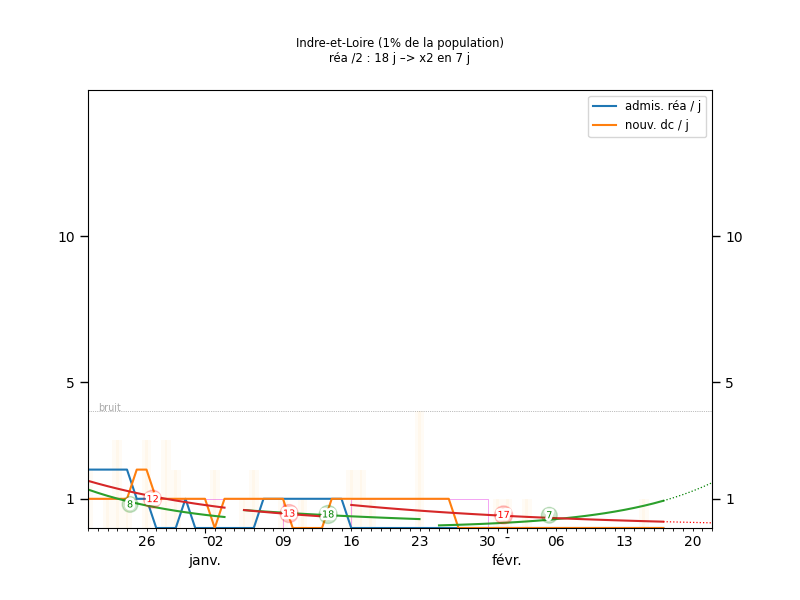 Indre-et-Loire (1% de la population)
réa /2 : 18 j –> x2 en 7 j
admis. réa / j
nouv. dc / j
10 10
5 5
bruit
1 1
8 12 13 18 17 7
26 02 09 16 23 30 06 13 20
janv. févr.